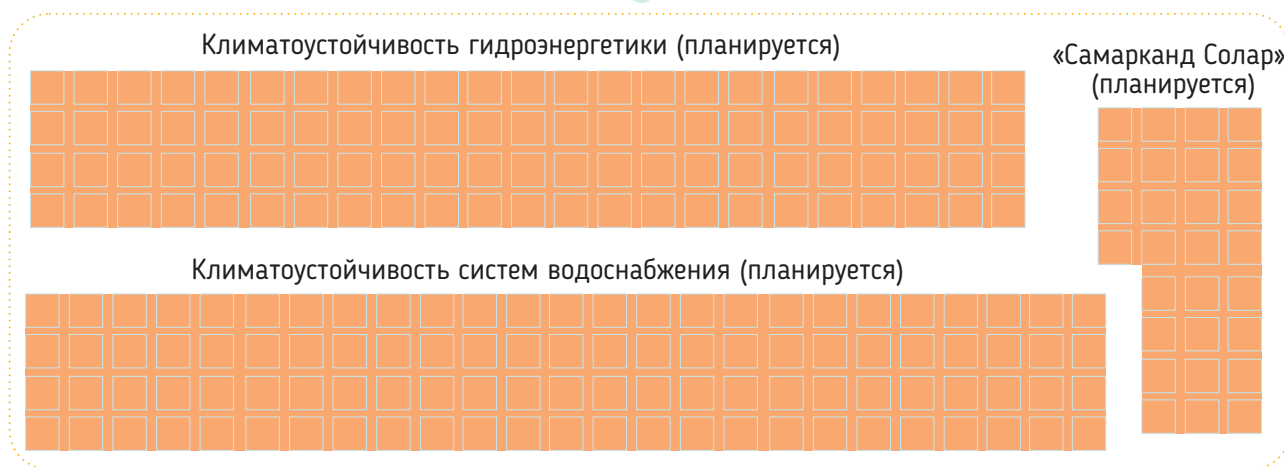 Климатоустойчивость гидроэнергетики (планируется)
«Самарканд Солар»
(планируется)
Климатоустойчивость систем водоснабжения (планируется)